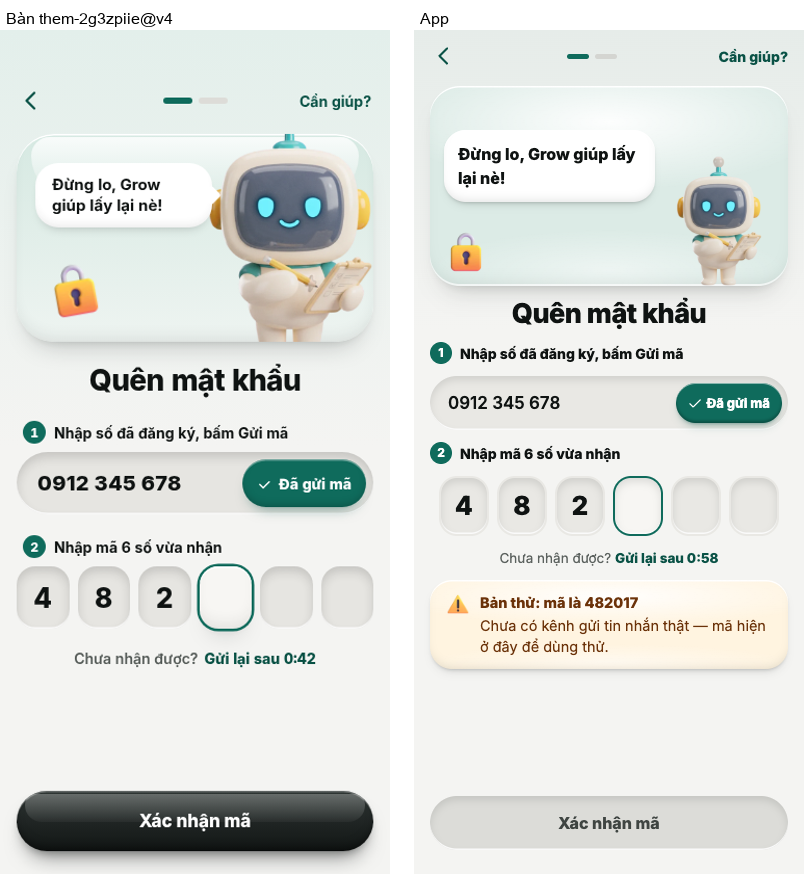 Bản them-2g3zpiie@v4
Cần giúp?
Đừng lo, Grow
giúp lấy lại nè!
Quên mật khẩu
1 Nhập số đã đăng ký, bấm Gửi mã
0912 345 678
Đã gửi mã
2 Nhập mã 6 số vừa nhận
4 8 2
Chưa nhận được? Gửi lại sau 0:42
Xác nhận mã
App
Cần giúp?
Đừng lo, Grow giúp lấy
lại nè!
Quên mật khẩu
1 Nhập số đã đăng ký, bấm Gửi mã
0912 345 678
Đã gửi mã
2 Nhập mã 6 số vừa nhận
4 8 2
Chưa nhận được? Gửi lại sau 0:58
Bản thử: mã là 482017
Chưa có kênh gửi tin nhắn thật — mã hiện
ở đây để dùng thử.
Xác nhận mã